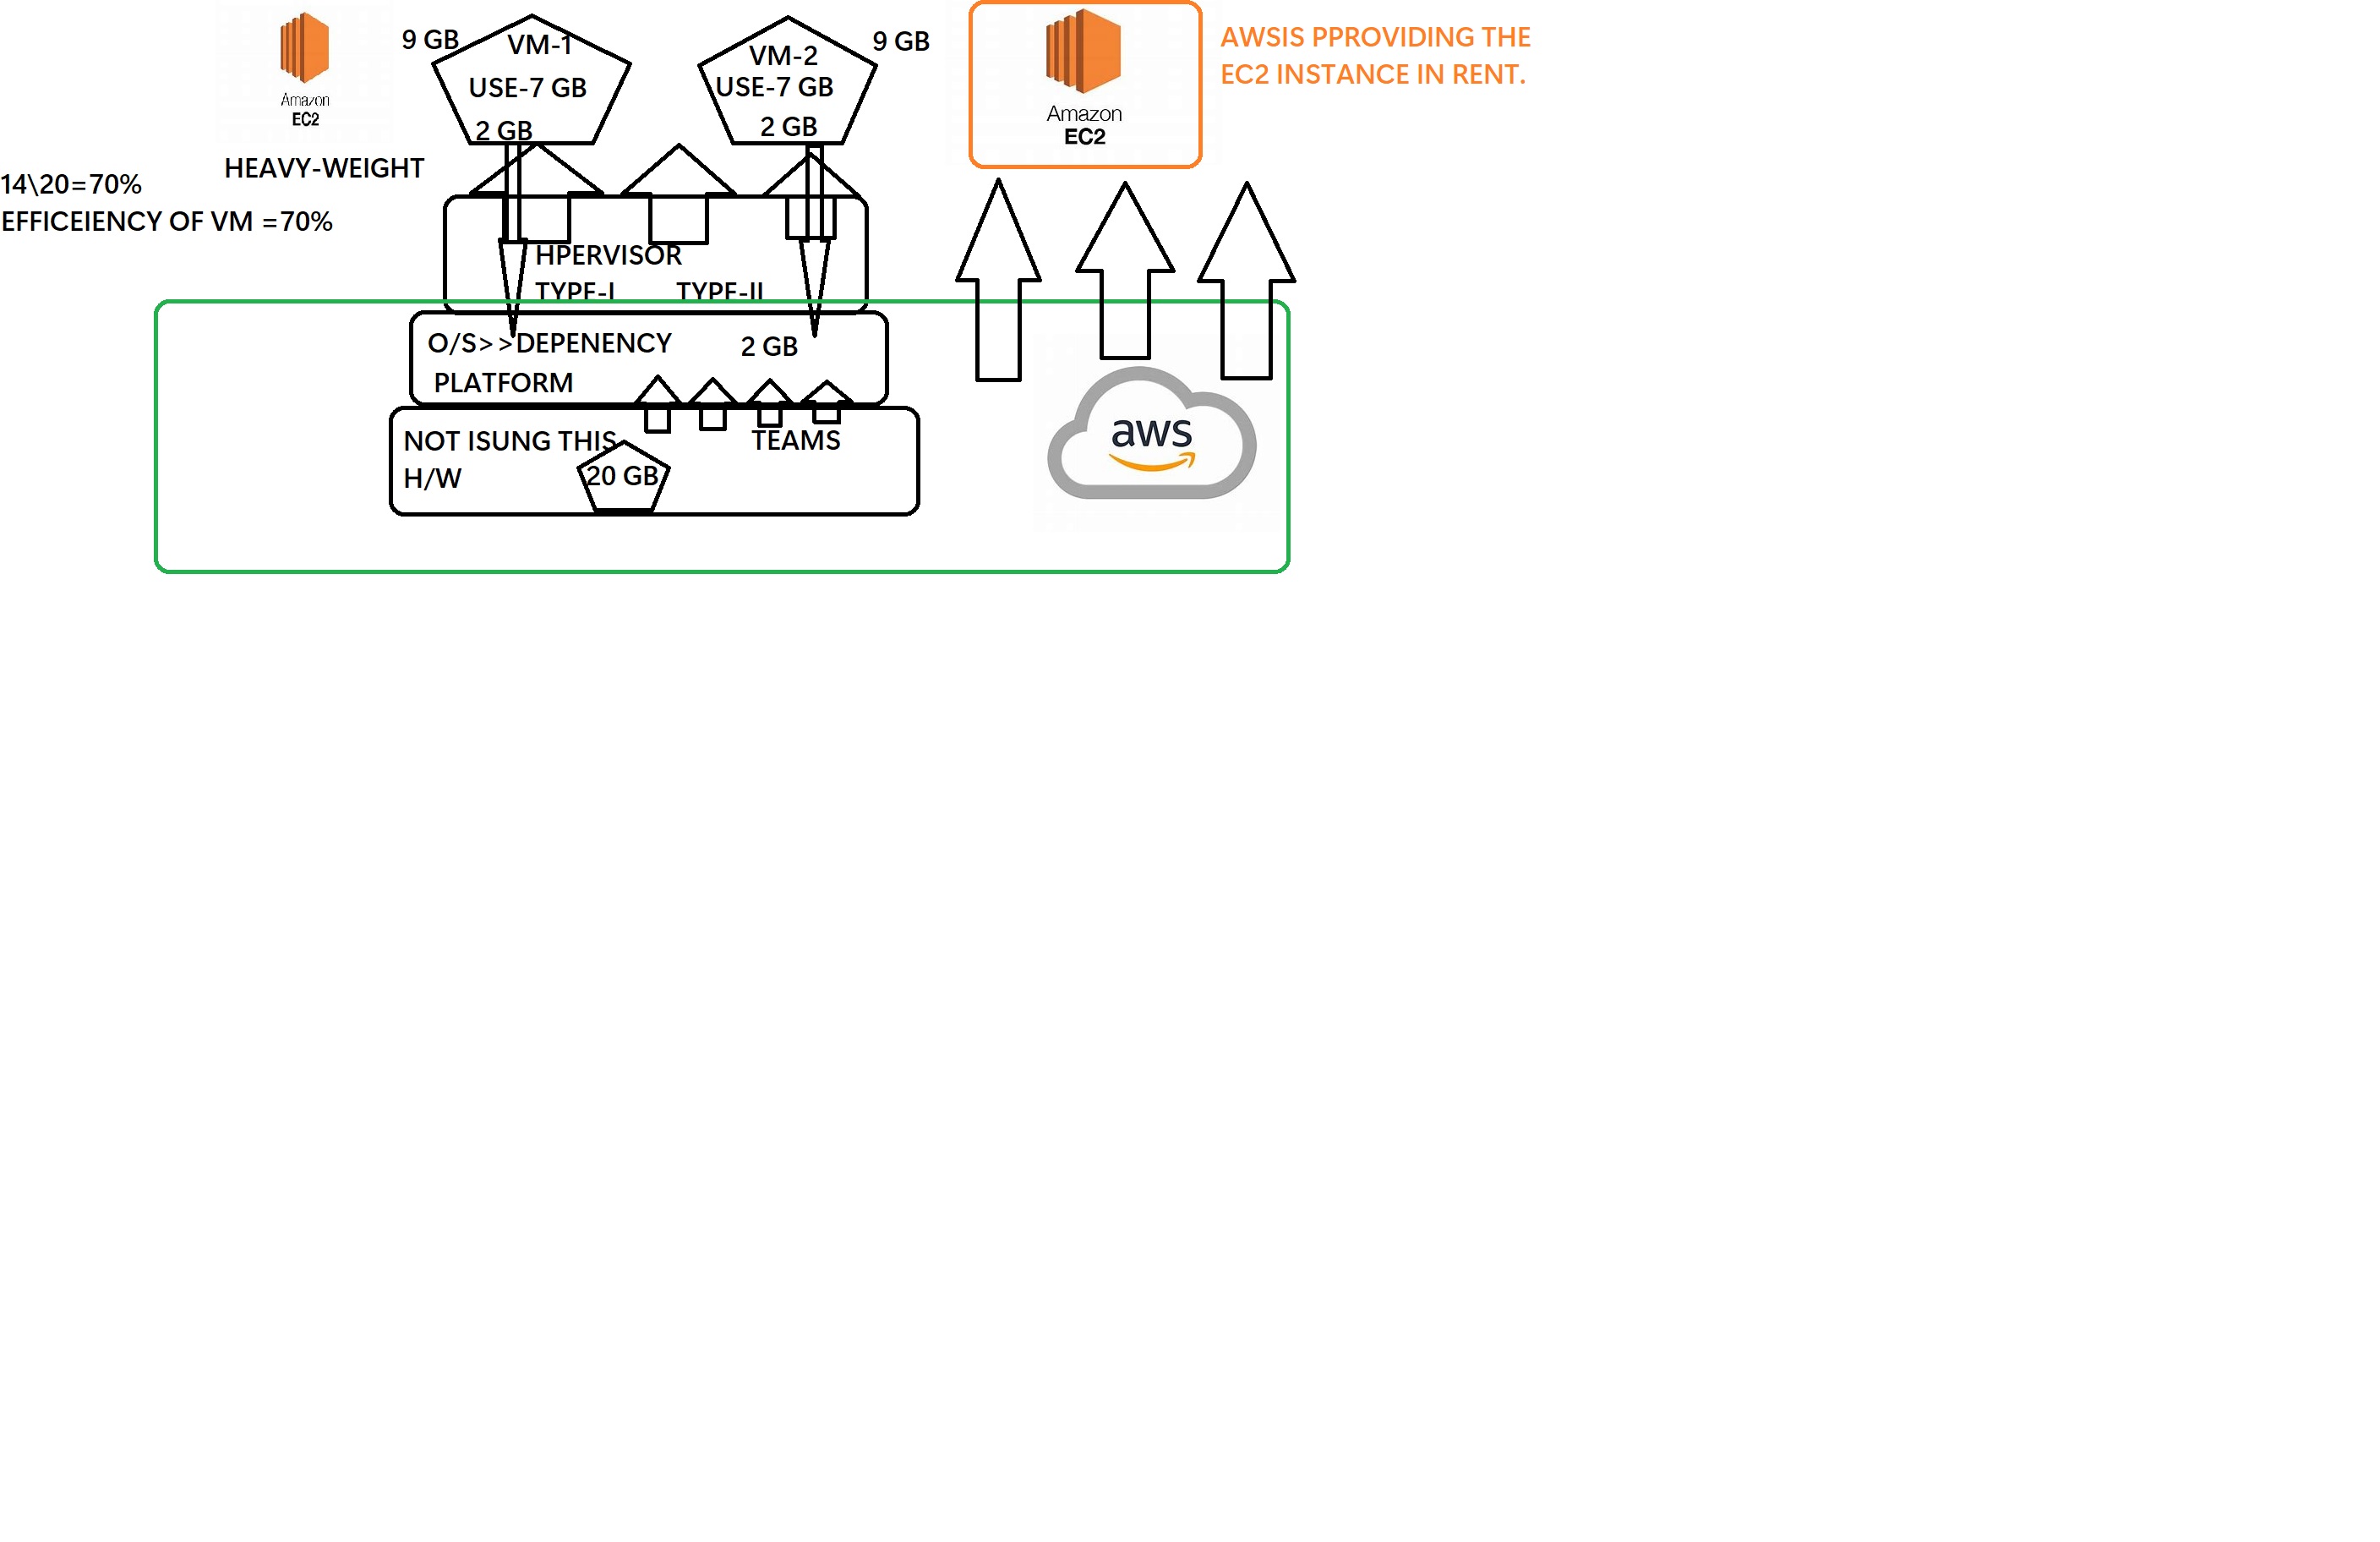 9 GB
VM-1
USE-7 GB
2 GB
VM-2
USE-7 GB
2 GB
9 GB
Amazon
EC2
HEAVY-WEIGHT
14\20=70%
EFFICEIENCY OF VM =70%
Amazon
EC2
AWSIS PPROVIDING THE
EC2 INSTANCE IN RENT.
HPERVISOR
TYPE-I TYPE-II
O/S>>DEPENENCY 2 GB
PLATFORM
NOT ISUNG THIS TEAMS
H/W
20 GB
aws